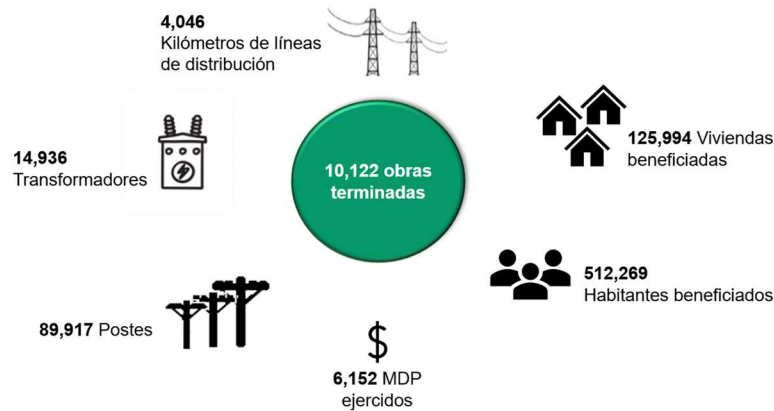 4,046
Kilómetros de líneas
de distribución
14,936
Transformadores
10,122 obras
terminadas
125,994 Viviendas
beneficiadas
512,269
Habitantes beneficiados
89,917 Postes
$
6,152 MDP
ejercidos